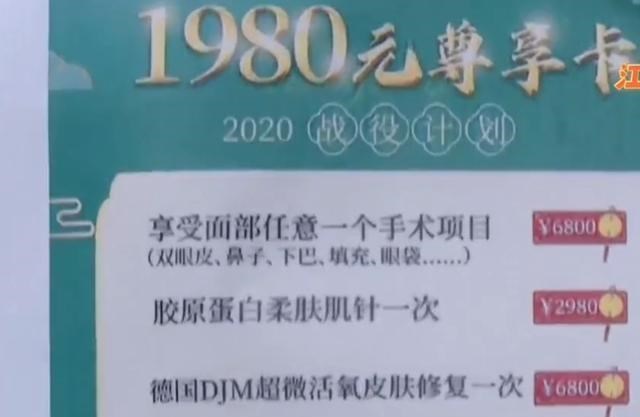 1980元尊享卡
江
2020 战役计划
享受面部任意一个手术项目 ¥6800
(双眼皮、鼻子、下巴、填充、眼袋……)
胶原蛋白柔肤肌针一次 ¥2980
德国DJM超微活氧皮肤修复一次 ¥6800